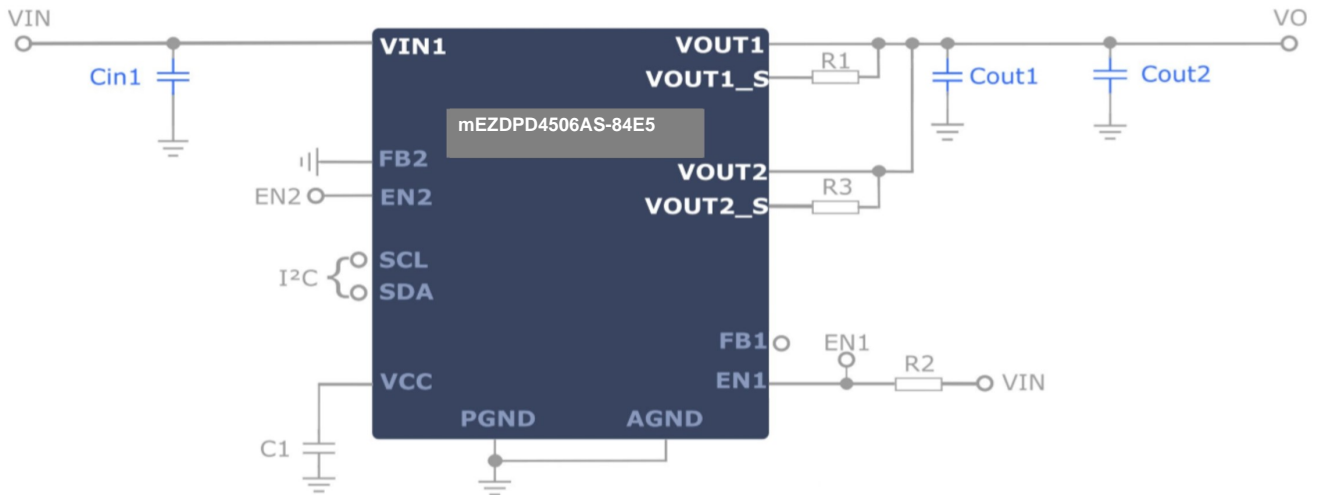 VIN
VO
VIN1
VOUT1
R1
Cin1
VOUT1_S
Cout1
Cout2
mEZDPD4506AS-84E5
FB2
VOUT2
EN2
EN2
R3
VOUT2_S
SCL
I²C
SDA
FB1
EN1
R2
VCC
EN1
VIN
PGND
AGND
C1